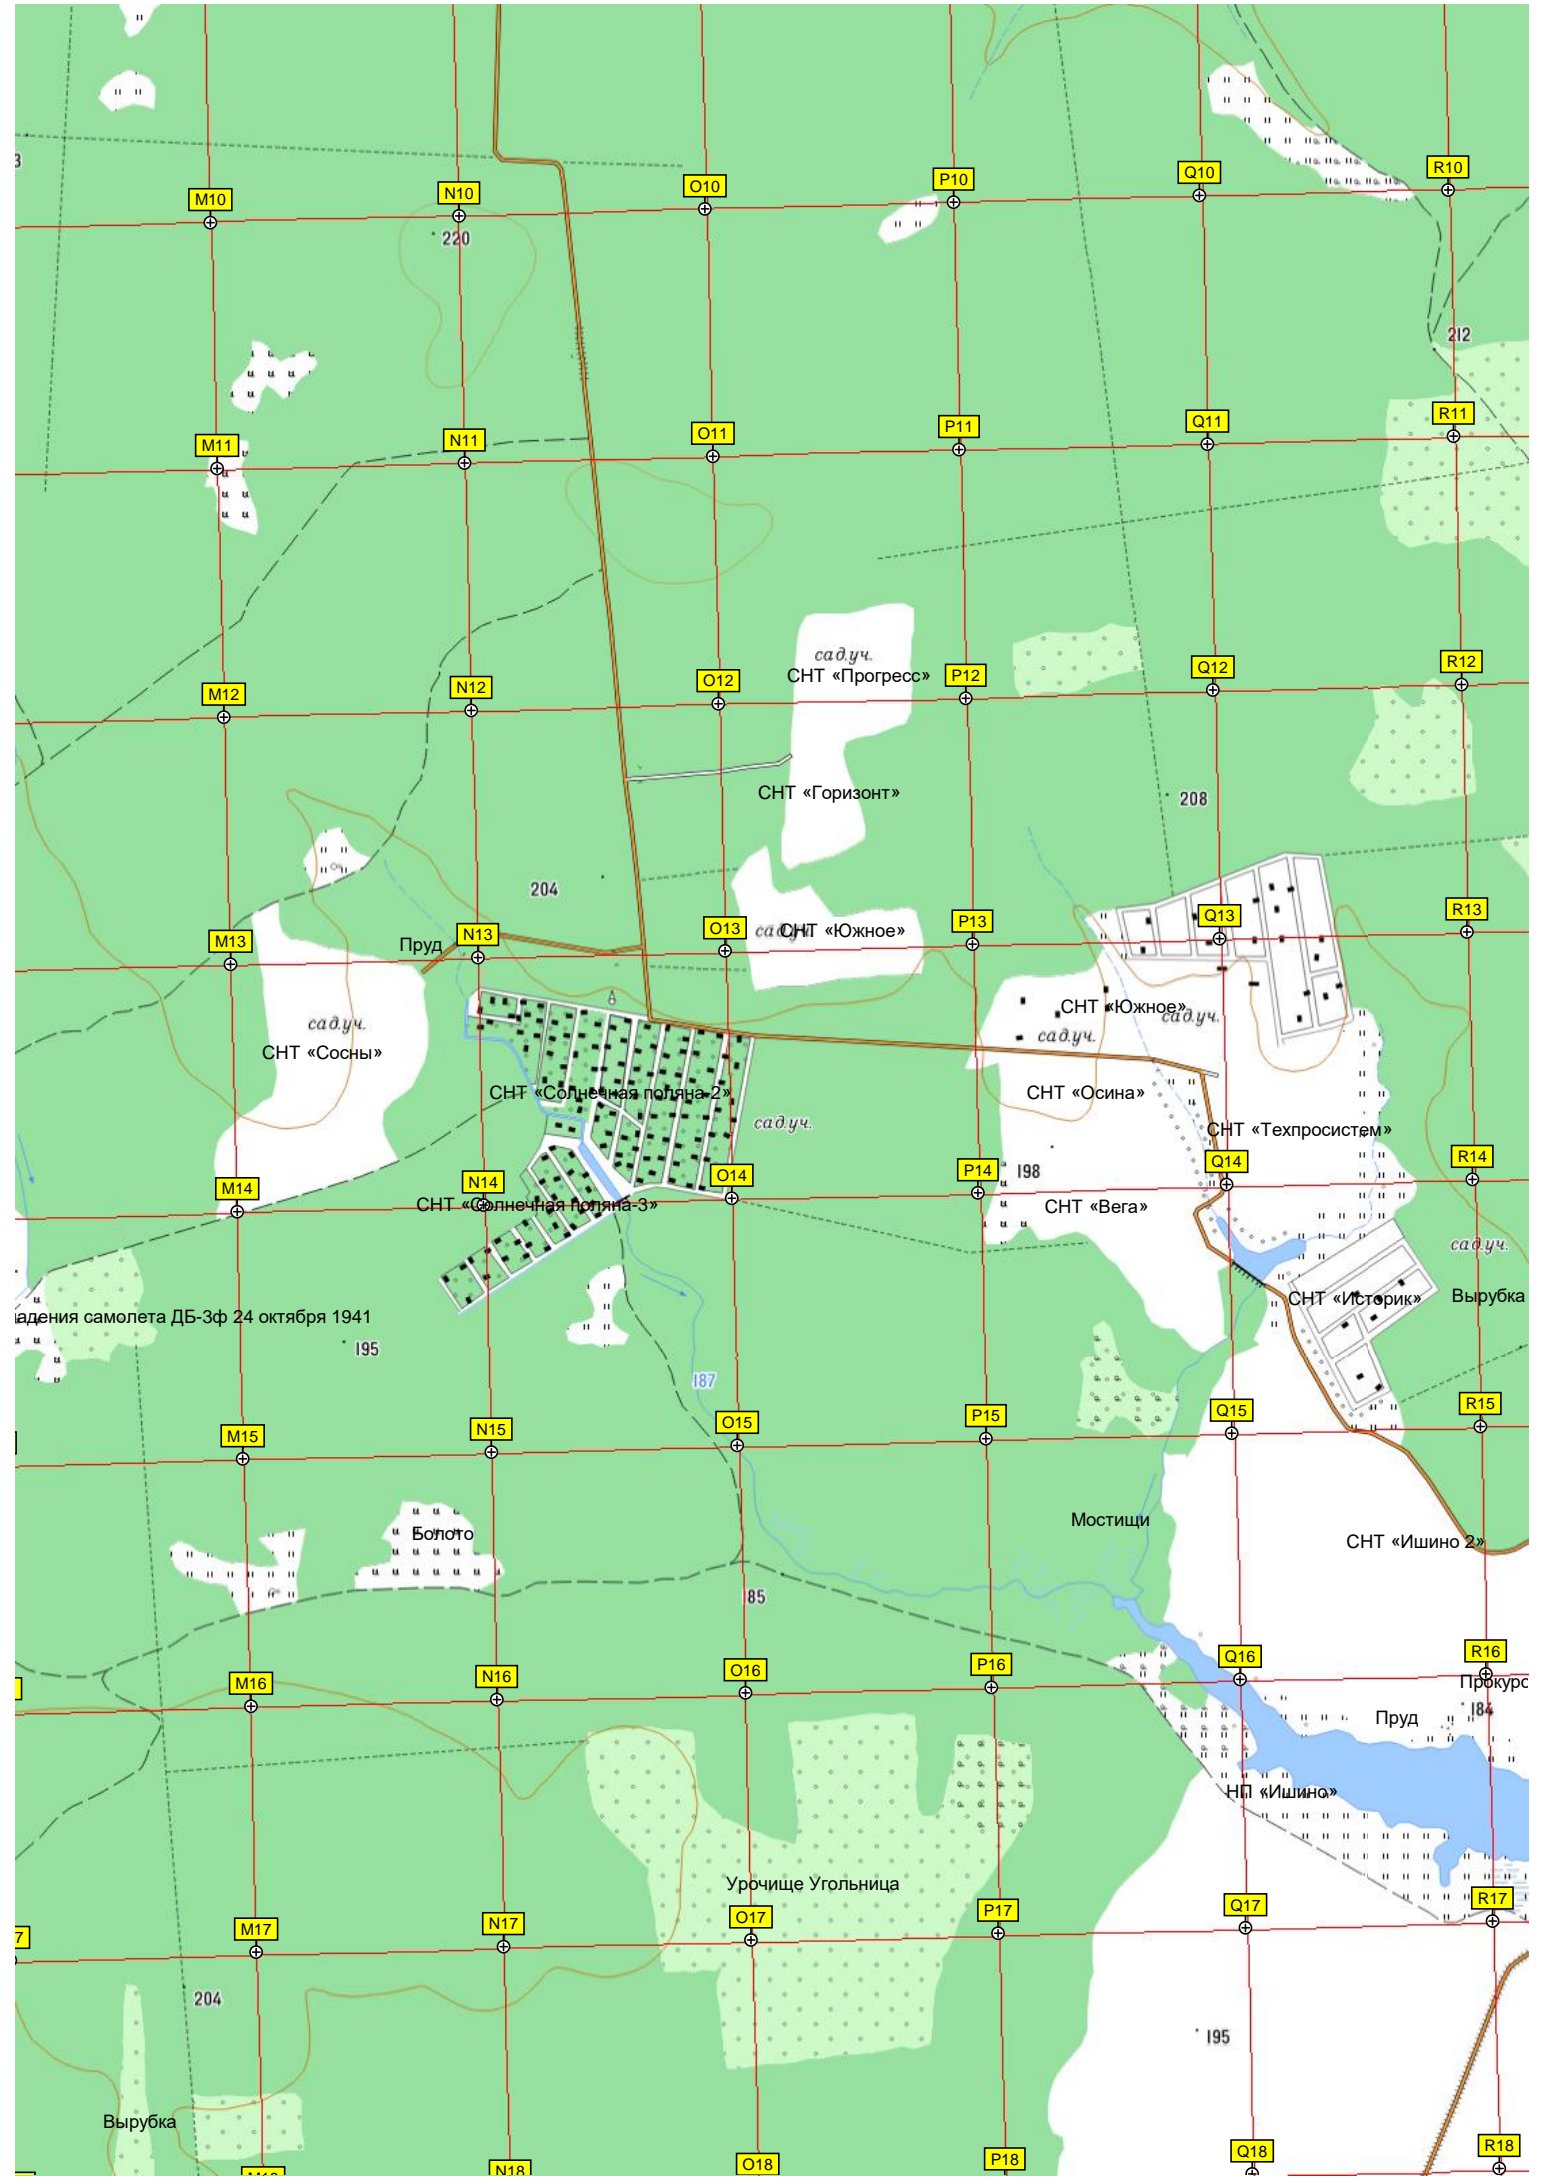 M10
N10
O10
P10
Q10
R10
220
212
M11
N11
O11
P11
Q11
R11
сад.уч.
СНТ «Прогресс»
M12
N12
O12
P12
Q12
R12
СНТ «Горизонт»
208
204
M13
Пруд
N13
O13
СНТ «Южное»
P13
Q13
R13
сад.уч.
СНТ «Сосны»
СНТ «Южное»
сад.уч.
сад.уч.
СНТ «Солнечная поляна-2»
СНТ «Осина»
сад.уч.
СНТ «Техпросистем»
M14
N14
O14
P14
198
Q14
R14
СНТ «Солнечная поляна-3»
СНТ «Вега»
сад.уч.
адения самолета ДБ-3ф 24 октября 1941
СНТ «Историк»
Вырубка
195
187
M15
N15
O15
P15
Q15
R15
Болото
Мостищи
СНТ «Ишино 2»
185
M16
N16
O16
P16
Q16
R16
Прокуро
184
Пруд
НП «Ишино»
Урочище Угольница
M17
N17
O17
P17
Q17
R17
7
204
195
Вырубка
M18
N18
O18
P18
Q18
R18